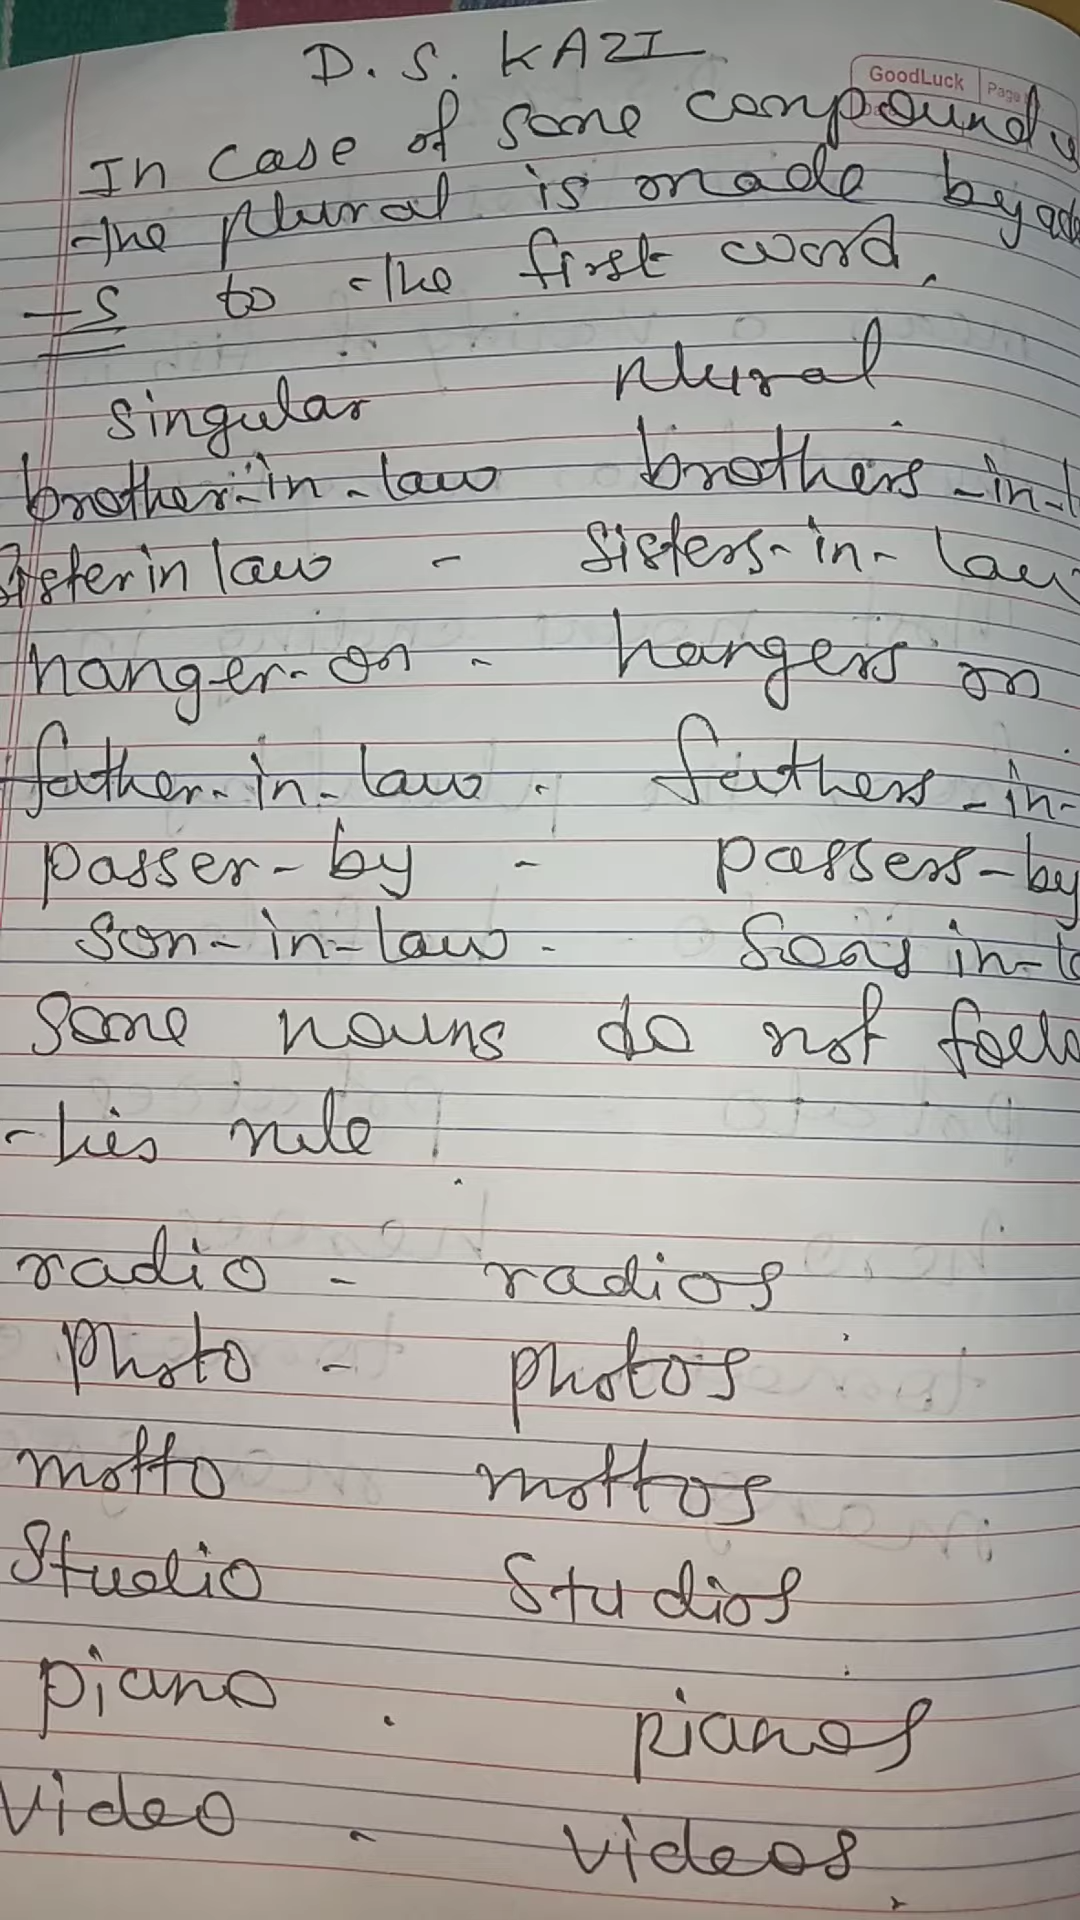 D. S. KAZI
GoodLuck Page
In case of some compound
the plural is made by
-s to the first word.
singular plural
brother-in-law brothers-in-
Sister in law - Sisters-in-law
hanger-on - hangers on
father-in-law - fathers-in-
passer-by - passers-by
son-in-law - Sons in-
Some nouns do not
this rule
radio - radios
Photo - photos
motto mottos
Studio Studios
piano . pianos
video - videos